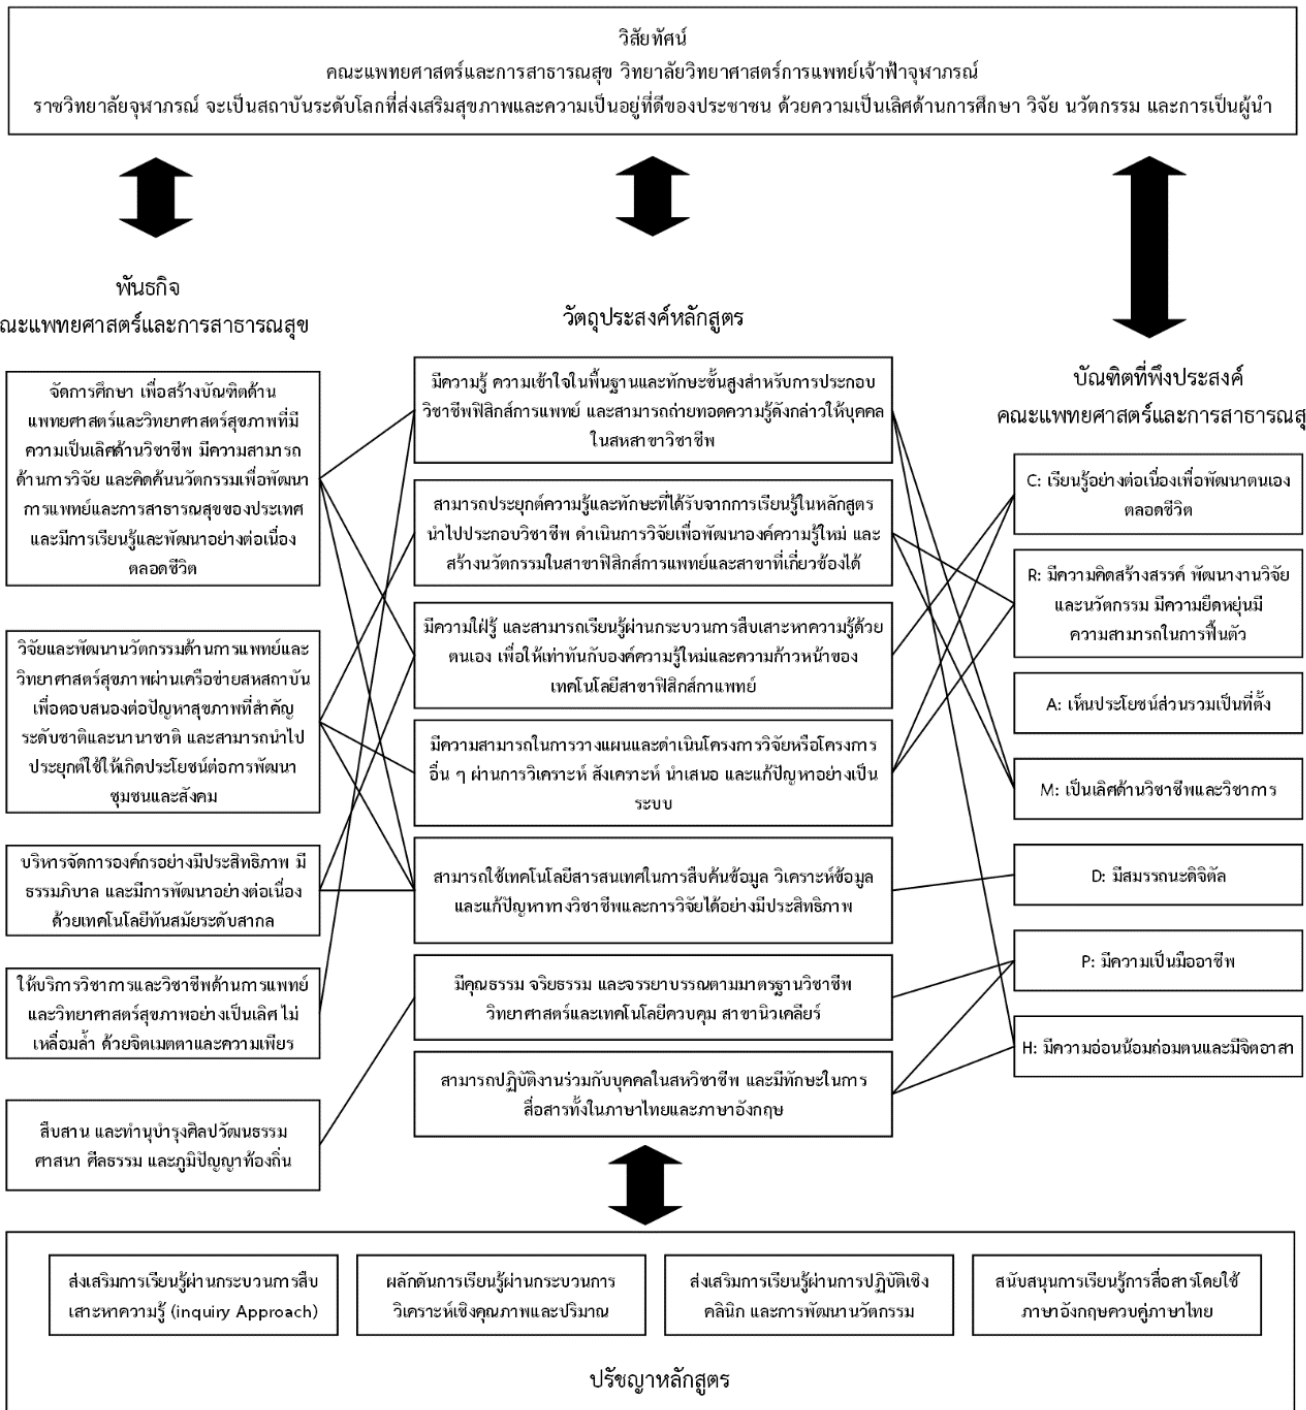 วิสัยทัศน์
คณะแพทยศาสตร์และการสาธารณสุข วิทยาลัยวิทยาศาสตร์การแพทย์เจ้าฟ้าจุฬาภรณ์
ราชวิทยาลัยจุฬาภรณ์ จะเป็นสถาบันระดับโลกที่ส่งเสริมสุขภาพและความเป็นอยู่ที่ดีของประชาชน ด้วยความเป็นเลิศด้านการศึกษา วิจัย นวัตกรรม และการเป็นผู้นำ
พันธกิจ
ณะแพทยศาสตร์และการสาธารณสุข
จัดการศึกษา เพื่อสร้างบัณฑิตด้าน
แพทยศาสตร์และวิทยาศาสตร์สุขภาพที่มี
ความเป็นเลิศด้านวิชาชีพ มีความสามารถ
ด้านการวิจัย และคิดค้นนวัตกรรมเพื่อพัฒนา
การแพทย์และการสาธารณสุขของประเทศ
และมีการเรียนรู้และพัฒนาอย่างต่อเนื่อง
ตลอดชีวิต
วิจัยและพัฒนานวัตกรรมด้านการแพทย์และ
วิทยาศาสตร์สุขภาพผ่านเครือข่ายสหสถาบัน
เพื่อตอบสนองต่อปัญหาสุขภาพที่สำคัญ
ระดับชาติและนานาชาติ และสามารถนำไป
ประยุกต์ใช้ให้เกิดประโยชน์ต่อการพัฒนา
ชุมชนและสังคม
บริหารจัดการองค์กรอย่างมีประสิทธิภาพ มี
ธรรมภิบาล และมีการพัฒนาอย่างต่อเนื่อง
ด้วยเทคโนโลยีทันสมัยระดับสากล
ให้บริการวิชาการและวิชาชีพด้านการแพทย์
และวิทยาศาสตร์สุขภาพอย่างเป็นเลิศ ไม่
เหลื่อมล้ำ ด้วยจิตเมตตาและความเพียร
สืบสาน และทำนุบำรุงศิลปวัฒนธรรม
ศาสนา ศีลธรรม และภูมิปัญญาท้องถิ่น
วัตถุประสงค์หลักสูตร
มีความรู้ ความเข้าใจในพื้นฐานและทักษะขั้นสูงสำหรับการประกอบ
วิชาชีพฟิสิกส์การแพทย์ และสามารถถ่ายทอดความรู้ดังกล่าวให้บุคคล
ในสหสาขาวิชาชีพ
สามารถประยุกต์ความรู้และทักษะที่ได้รับจากการเรียนรู้ในหลักสูตร
นำไปประกอบวิชาชีพ ดำเนินการวิจัยเพื่อพัฒนาองค์ความรู้ใหม่ และ
สร้างนวัตกรรมในสาขาฟิสิกส์การแพทย์และสาขาที่เกี่ยวข้องได้
มีความใฝ่รู้ และสามารถเรียนรู้ผ่านกระบวนการสืบเสาะหาความรู้ด้วย
ตนเอง เพื่อให้เท่าทันกับองค์ความรู้ใหม่และความก้าวหน้าของ
เทคโนโลยีสาขาฟิสิกส์กาแพทย์
มีความสามารถในการวางแผนและดำเนินโครงการวิจัยหรือโครงการ
อื่น ๆ ผ่านการวิเคราะห์ สังเคราะห์ นำเสนอ และแก้ปัญหาอย่างเป็น
ระบบ
สามารถใช้เทคโนโลยีสารสนเทศในการสืบค้นข้อมูล วิเคราะห์ข้อมูล
และแก้ปัญหาทางวิชาชีพและการวิจัยได้อย่างมีประสิทธิภาพ
มีคุณธรรม จริยธรรม และจรรยาบรรณตามมาตรฐานวิชาชีพ
วิทยาศาสตร์และเทคโนโลยีควบคุม สาขานิวเคลียร์
สามารถปฏิบัติงานร่วมกับบุคคลในสหวิชาชีพ และมีทักษะในการ
สื่อสารทั้งในภาษาไทยและภาษาอังกฤษ
บัณฑิตที่พึงประสงค์
คณะแพทยศาสตร์และการสาธารณสุ
C: เรียนรู้อย่างต่อเนื่องเพื่อพัฒนาตนเอง
ตลอดชีวิต
R: มีความคิดสร้างสรรค์ พัฒนางานวิจัย
และนวัตกรรม มีความยืดหยุ่นมี
ความสามารถในการฟื้นตัว
A: เห็นประโยชน์ส่วนรวมเป็นที่ตั้ง
M: เป็นเลิศด้านวิชาชีพและวิชาการ
D: มีสมรรถนะดิจิตัล
P: มีความเป็นมืออาชีพ
H: มีความอ่อนน้อมถ่อมตนและมีจิตอาสา
ส่งเสริมการเรียนรู้ผ่านกระบวนการสืบ
เสาะหาความรู้ (inquiry Approach)
ผลักดันการเรียนรู้ผ่านกระบวนการ
วิเคราะห์เชิงคุณภาพและปริมาณ
ส่งเสริมการเรียนรู้ผ่านการปฏิบัติเชิง
คลินิก และการพัฒนานวัตกรรม
สนับสนุนการเรียนรู้การสื่อสารโดยใช้
ภาษาอังกฤษควบคู่ภาษาไทย
ปรัชญาหลักสูตร